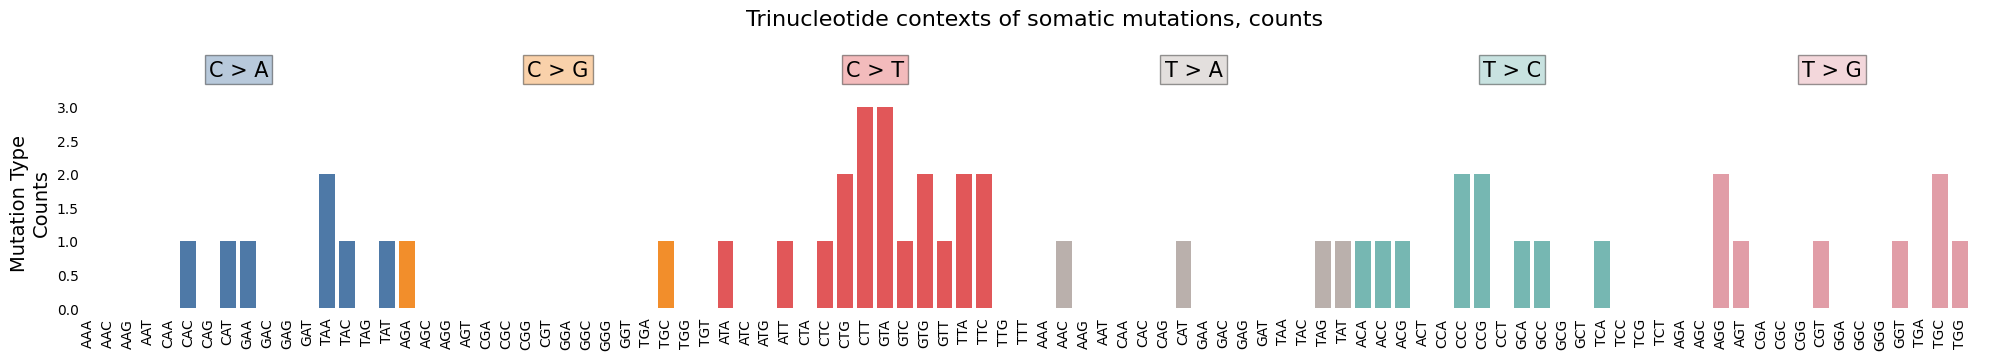 Trinucleotide contexts of somatic mutations, counts
C > A C > G C > T T > A T > C T > G
Mutation Type
Counts
3.0
2.5
2.0
1.5
1.0
0.5
0.0
AAA AAC AAG AAT CAA CAC CAG CAT GAA GAC GAG GAT TAA TAC TAG TAT AGA AGC AGG AGT CGA CGC CGG CGT GGA GGC GGG GGT TGA TGC TGG TGT ATA ATC ATG ATT CTA CTC CTG CTT GTA GTC GTG GTT TTA TTC TTG TTT AAA AAC AAG AAT CAA CAC CAG CAT GAA GAC GAG GAT TAA TAC TAG TAT ACA ACC ACG ACT CCA CCC CCG CCT GCA GCC GCG GCT TCA TCC TCG TCT AGA AGC AGG AGT CGA CGC CGG CGT GGA GGC GGG GGT TGA TGC TGG